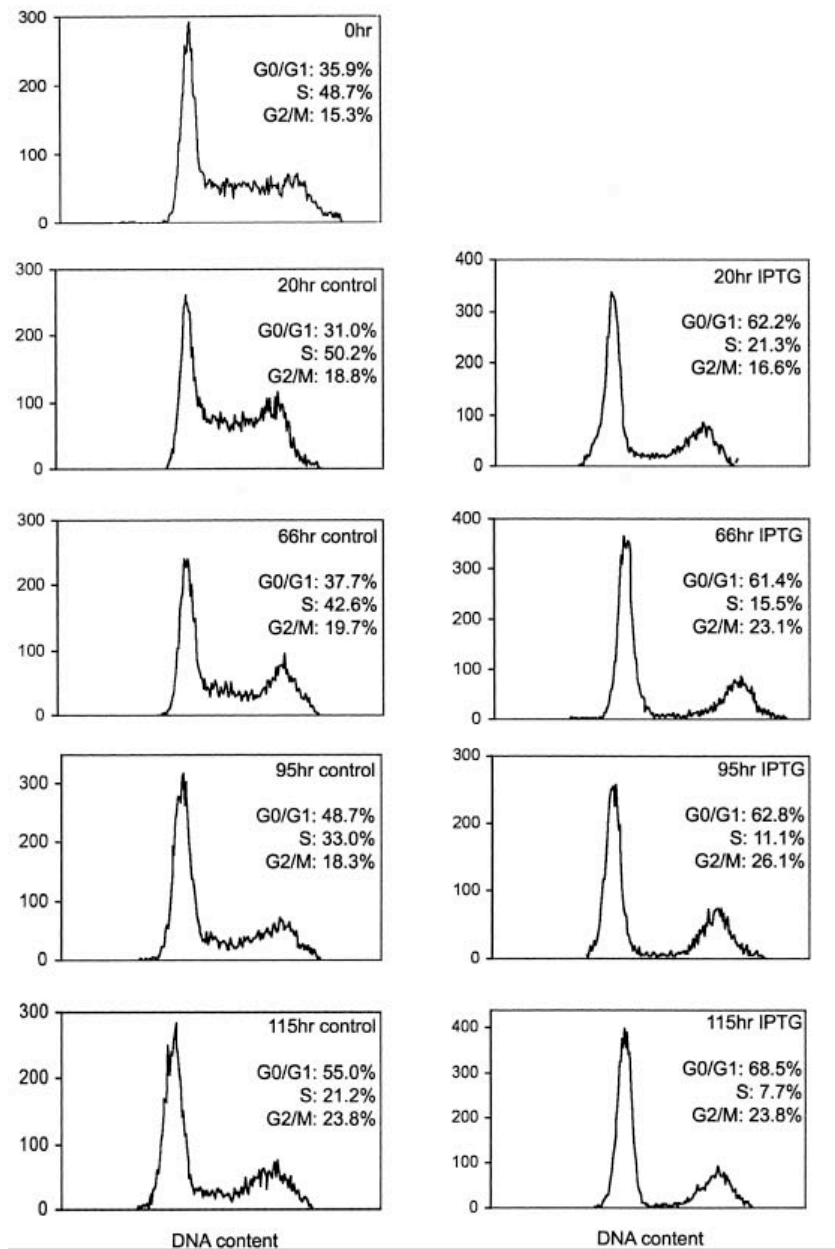 300
200
100
0
0hr
G0/G1: 35.9%
S: 48.7%
G2/M: 15.3%
300
200
100
0
20hr control
G0/G1: 31.0%
S: 50.2%
G2/M: 18.8%
400
300
200
100
0
20hr IPTG
G0/G1: 62.2%
S: 21.3%
G2/M: 16.6%
300
200
100
0
66hr control
G0/G1: 37.7%
S: 42.6%
G2/M: 19.7%
400
300
200
100
0
66hr IPTG
G0/G1: 61.4%
S: 15.5%
G2/M: 23.1%
300
200
100
0
95hr control
G0/G1: 48.7%
S: 33.0%
G2/M: 18.3%
300
200
100
0
95hr IPTG
G0/G1: 62.8%
S: 11.1%
G2/M: 26.1%
300
200
100
0
115hr control
G0/G1: 55.0%
S: 21.2%
G2/M: 23.8%
DNA content
400
300
200
100
0
115hr IPTG
G0/G1: 68.5%
S: 7.7%
G2/M: 23.8%
DNA content